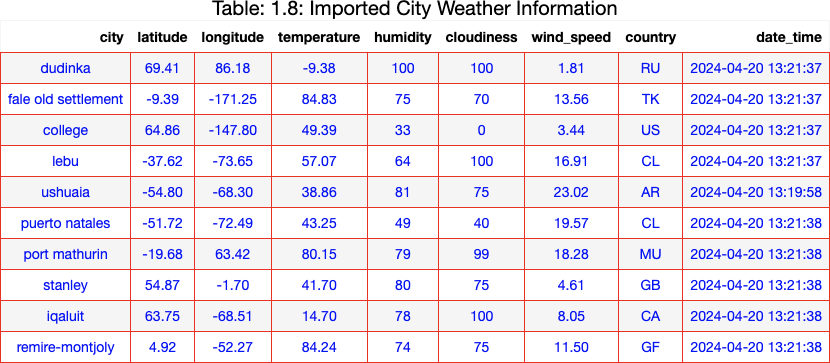 Table: 1.8: Imported City Weather Information
city latitude longitude temperature humidity cloudiness wind_speed country date_time
dudinka 69.41 86.18 -9.38 100 100 1.81 RU 2024-04-20 13:21:37
fale old settlement -9.39 -171.25 84.83 75 70 13.56 TK 2024-04-20 13:21:37
college 64.86 -147.80 49.39 33 0 3.44 US 2024-04-20 13:21:37
lebu -37.62 -73.65 57.07 64 100 16.91 CL 2024-04-20 13:21:37
ushuaia -54.80 -68.30 38.86 81 75 23.02 AR 2024-04-20 13:19:58
puerto natales -51.72 -72.49 43.25 49 40 19.57 CL 2024-04-20 13:21:38
port mathurin -19.68 63.42 80.15 79 99 18.28 MU 2024-04-20 13:21:38
stanley 54.87 -1.70 41.70 80 75 4.61 GB 2024-04-20 13:21:38
iqaluit 63.75 -68.51 14.70 78 100 8.05 CA 2024-04-20 13:21:38
remire-montjoly 4.92 -52.27 84.24 74 75 11.50 GF 2024-04-20 13:21:38